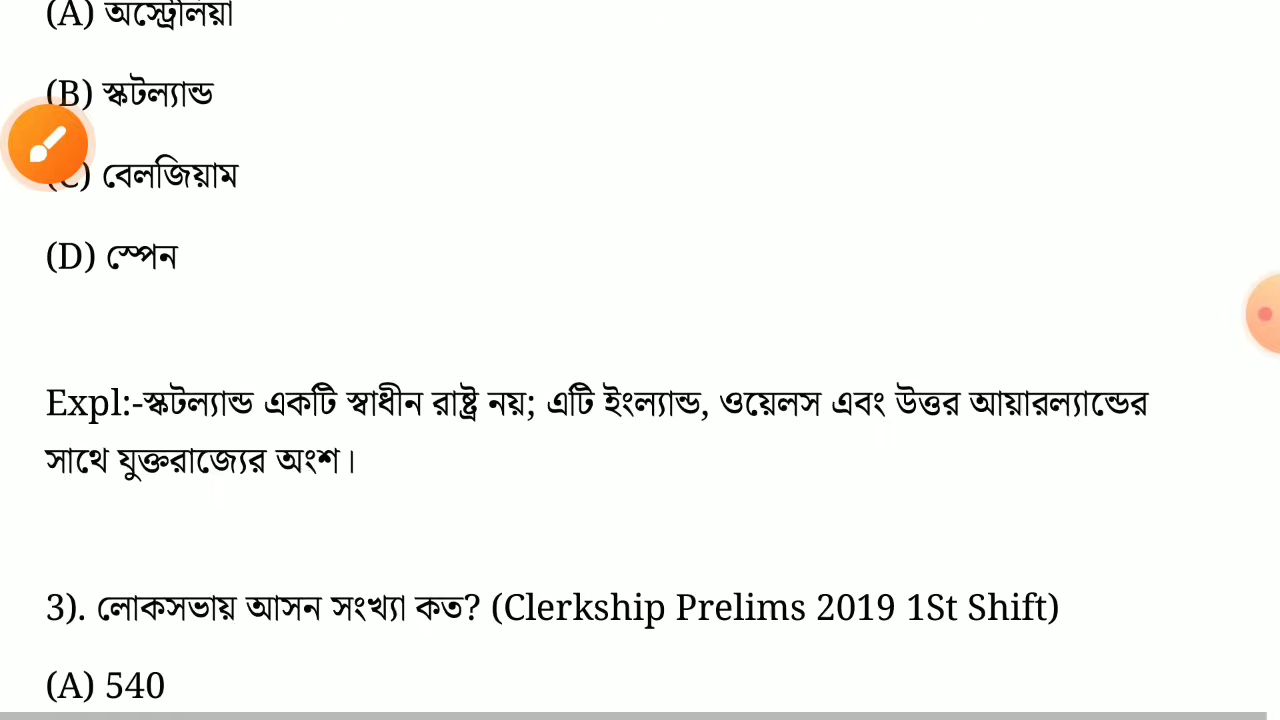 (A) অস্ট্রেলিয়া
(B) স্কটল্যান্ড
(C) বেলজিয়াম
(D) স্পেন
Expl:-স্কটল্যান্ড একটি স্বাধীন রাষ্ট্র নয়; এটি ইংল্যান্ড, ওয়েলস এবং উত্তর আয়ারল্যান্ডের
সাথে যুক্তরাজ্যের অংশ।
3). লোকসভায় আসন সংখ্যা কত? (Clerkship Prelims 2019 1St Shift)
(A) 540